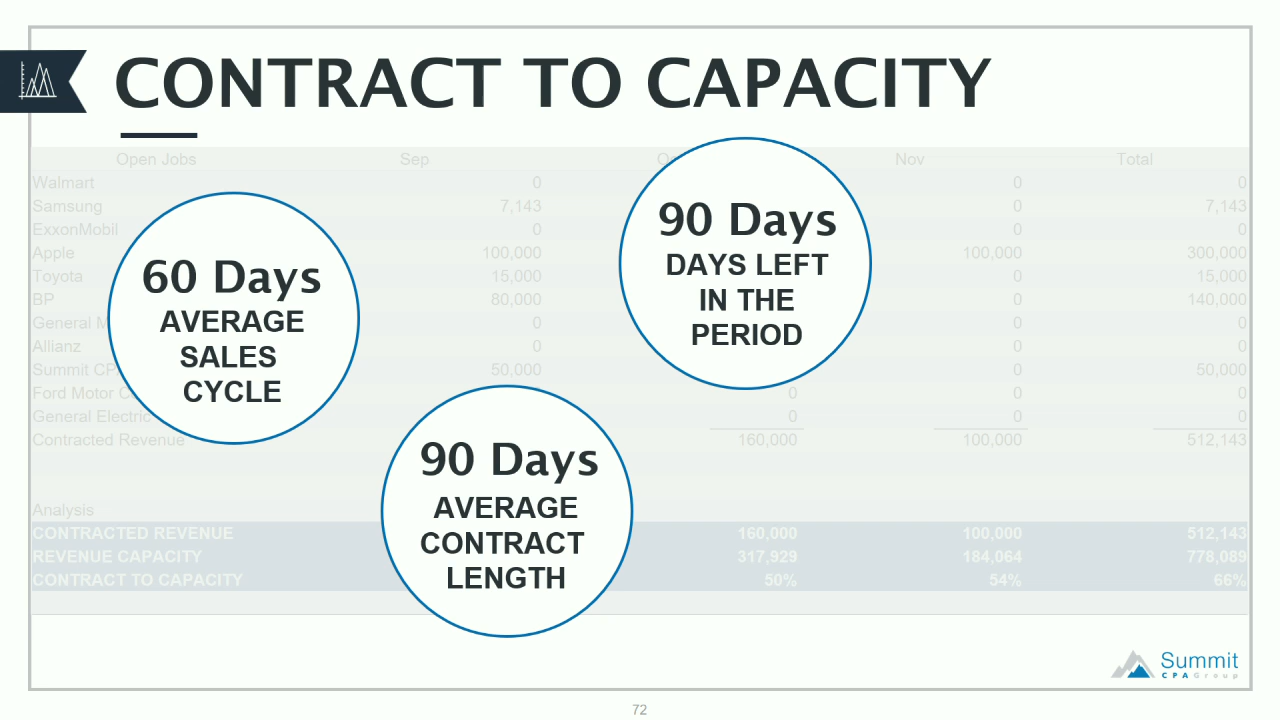 CONTRACT TO CAPACITY
Open Jobs Sep Nov Total
Walmart 0 0 0
Samsung 7,143 0 7,143
ExxonMobil 0 0 0
Apple 100,000 100,000 300,000
Toyota 15,000 0 15,000
BP 80,000 0 140,000
General 0 0 0
Allianz 0 0 0
Summit 50,000 0 50,000
Ford Motor 0 0 0
General Electric 0 0 0
Contracted Revenue 160,000 100,000 512,143
60 Days
AVERAGE
SALES
CYCLE
90 Days
DAYS LEFT
IN THE
PERIOD
90 Days
AVERAGE
CONTRACT
LENGTH
Analysis
CONTRACTED REVENUE 160,000 100,000 512,143
REVENUE CAPACITY 317,929 184,064 778,089
CONTRACT TO CAPACITY 50% 54% 66%
Summit
CPA Group
72